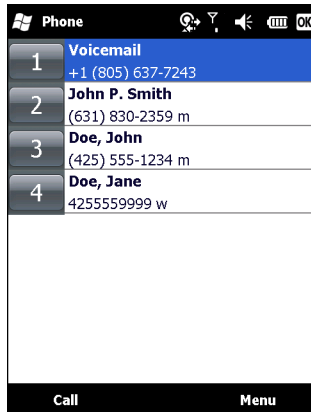 Phone OK
1 Voicemail
+1 (805) 637-7243
2 John P. Smith
(631) 830-2359 m
3 Doe, John
(425) 555-1234 m
4 Doe, Jane
4255559999 w
Call Menu